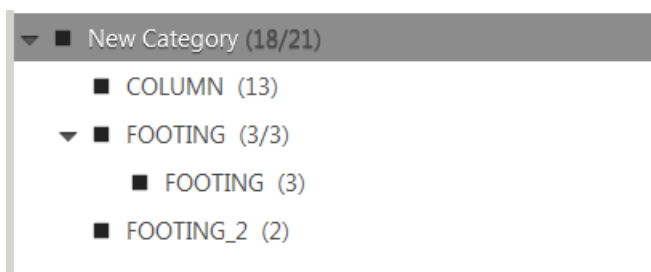 New Category (18/21)
COLUMN (13)
FOOTING (3/3)
FOOTING (3)
FOOTING_2 (2)